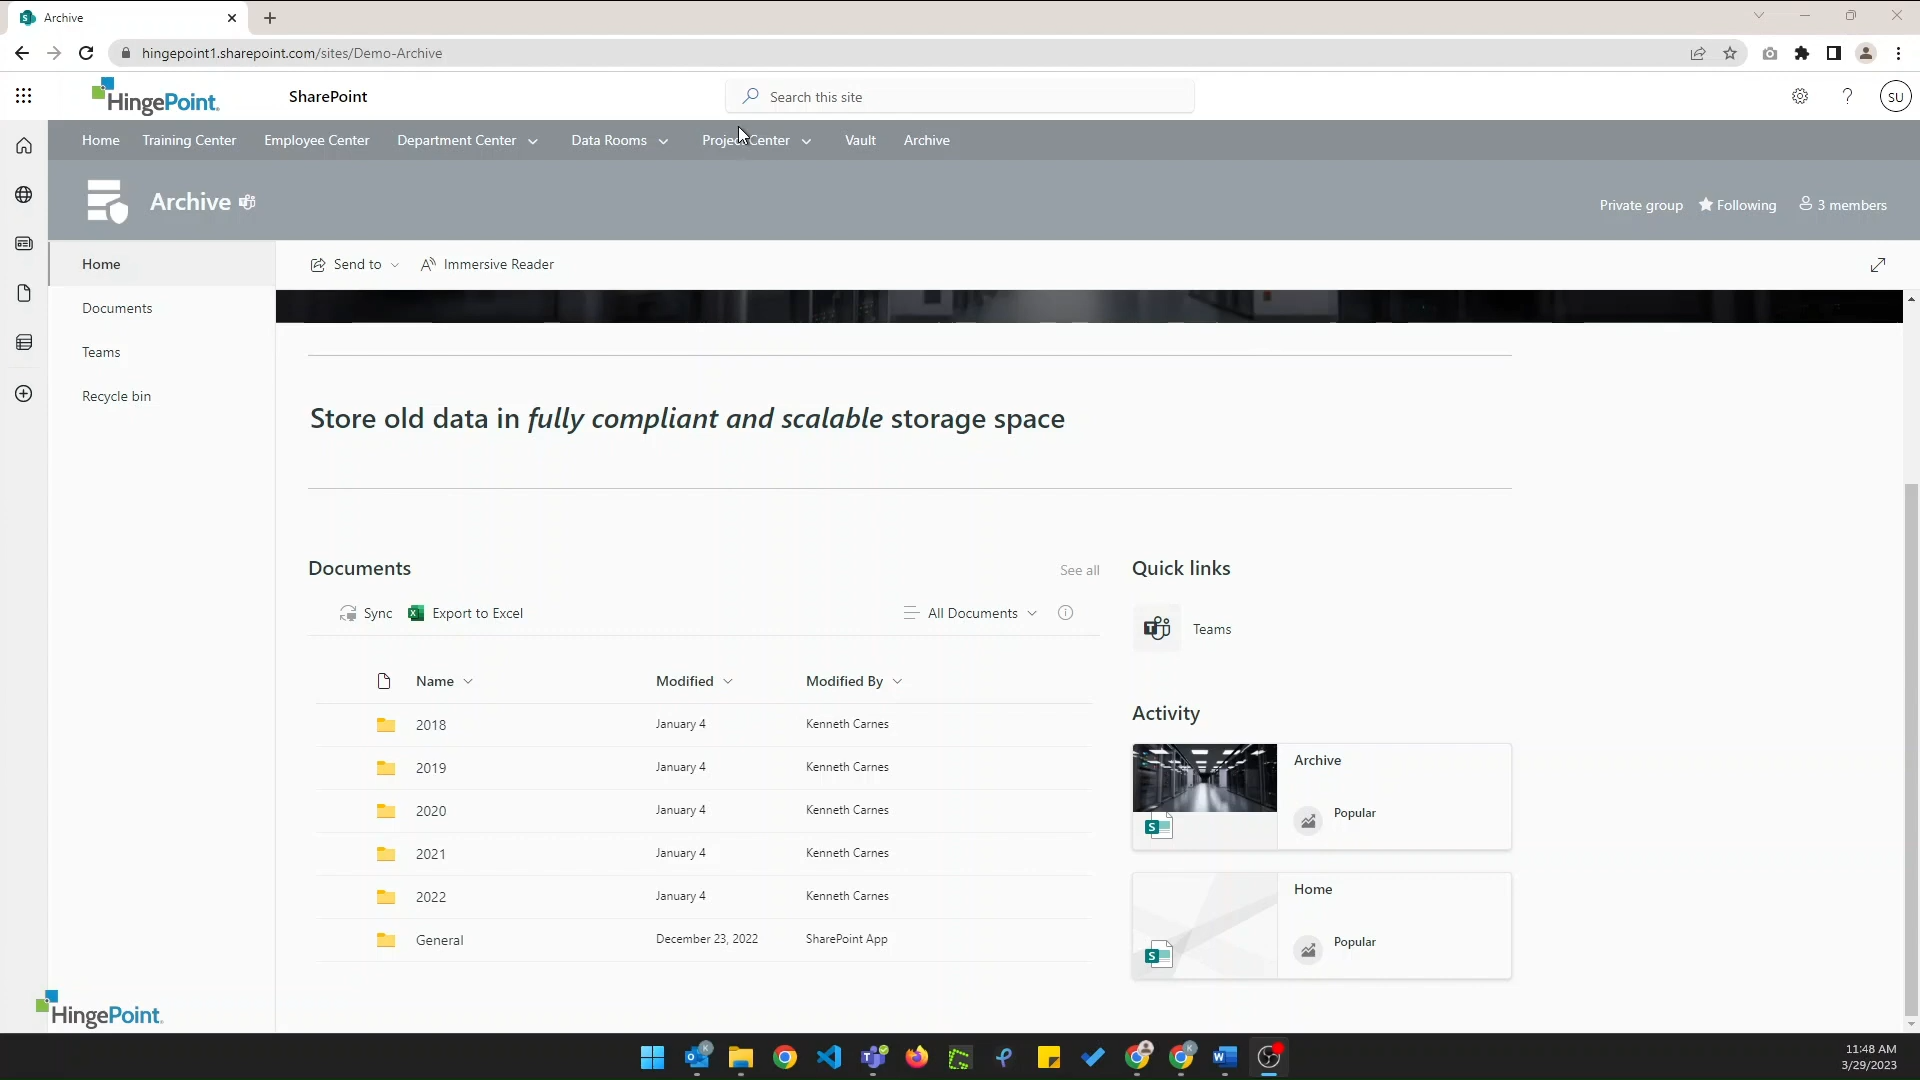 Archive
hingepoint1.sharepoint.com/sites/Demo-Archive
HingePoint.
SharePoint
Search this site
SU
Home Training Center Employee Center Department Center Data Rooms Project Center Vault Archive
Archive
Private group Following 3 members
Home
Documents
Teams
Recycle bin
Send to Immersive Reader
Store old data in fully compliant and scalable storage space
Documents
See all
Sync Export to Excel All Documents
Name Modified Modified By
2018 January 4 Kenneth Carnes
2019 January 4 Kenneth Carnes
2020 January 4 Kenneth Carnes
2021 January 4 Kenneth Carnes
2022 January 4 Kenneth Carnes
General December 23, 2022 SharePoint App
Quick links
Teams
Activity
Archive
Popular
Home
Popular
HingePoint.
11:48 AM
3/29/2023